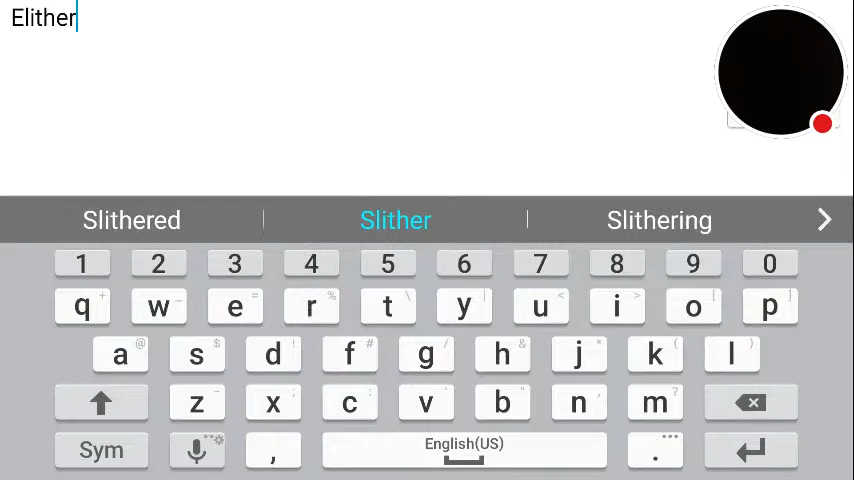 Elither
Slithered Slither Slithering
1 2 3 4 5 6 7 8 9 0
q + w - e = r % t \ y | u < i > o [ p ]
a @ s $ d ! f # g / h & j * k ( l )
z - x ; c : v ' b " n , m ?
Sym , English(US) .